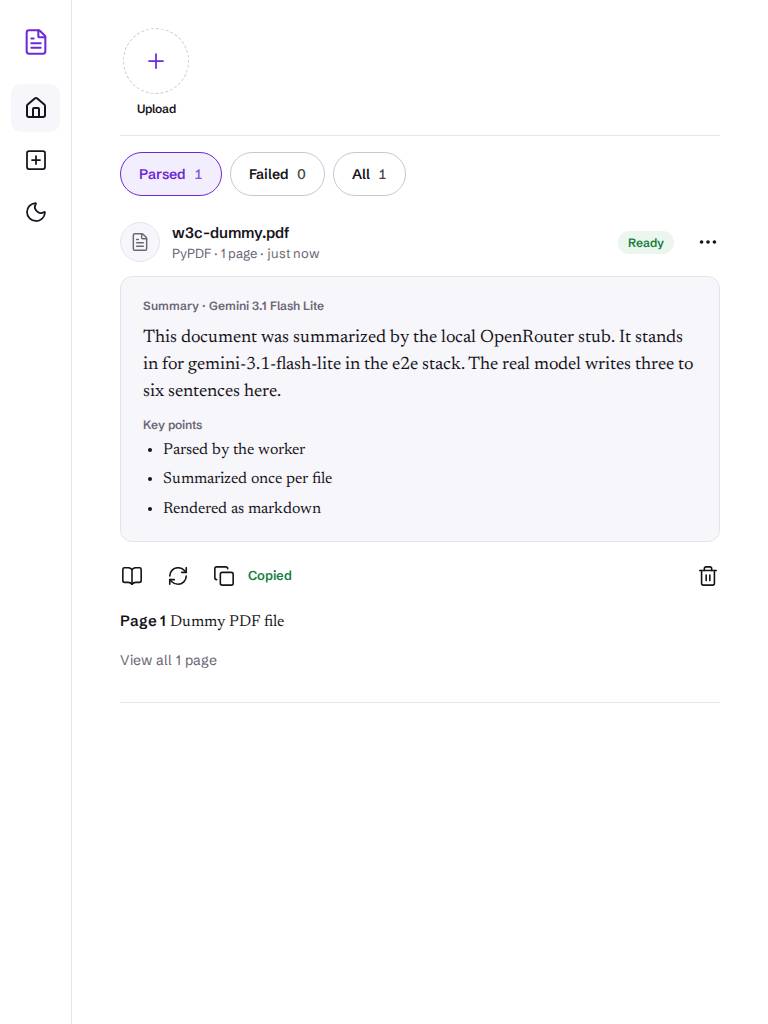 Upload
Parsed 1
Failed 0
All 1
w3c-dummy.pdf
PyPDF · 1 page · just now
Ready
Summary · Gemini 3.1 Flash Lite
This document was summarized by the local OpenRouter stub. It stands
in for gemini-3.1-flash-lite in the e2e stack. The real model writes three to
six sentences here.
Key points
• Parsed by the worker
• Summarized once per file
• Rendered as markdown
Copied
Page 1 Dummy PDF file
View all 1 page